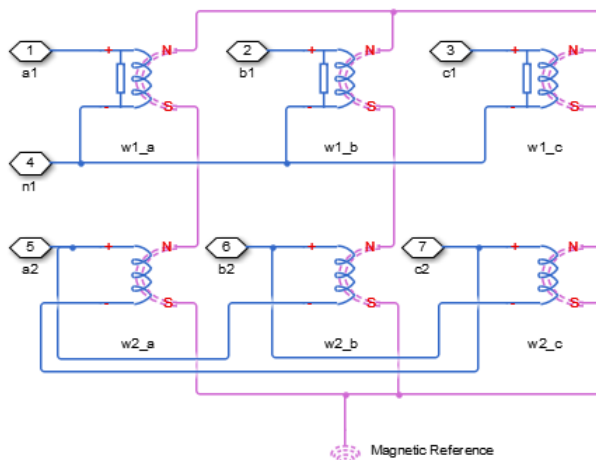 1 + N 2 + N 3 + N
a1 b1 c1
- S - S - S
4 w1_a w1_b w1_c
n1
5 + N 6 + N 7 + N
a2 b2 c2
- S - S - S
w2_a w2_b w2_c
Magnetic Reference